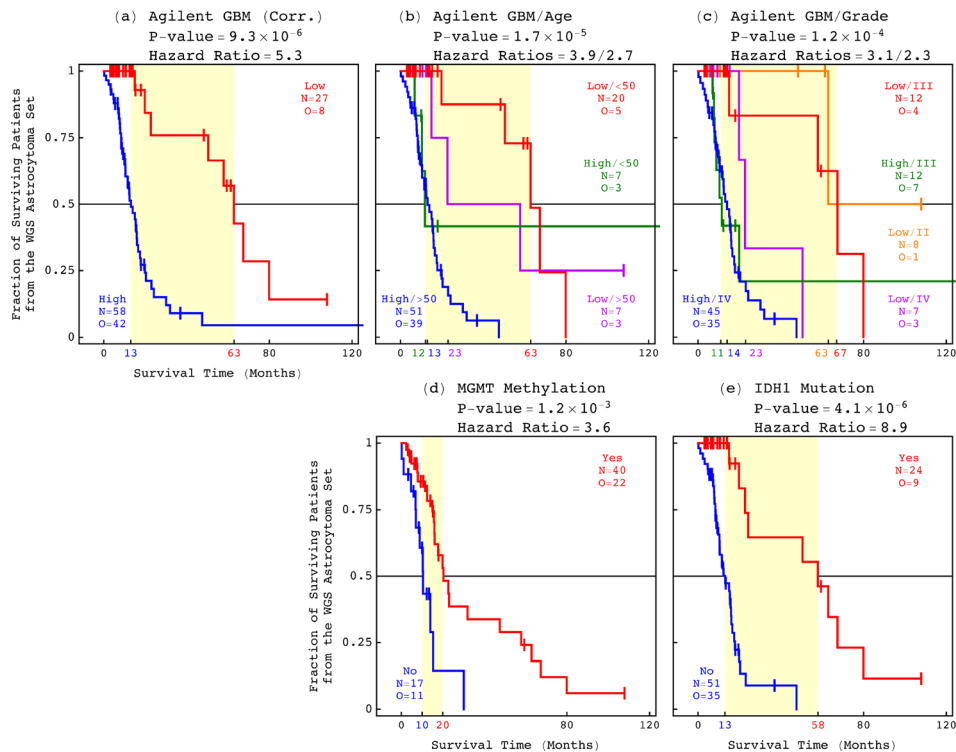 (a) Agilent GBM (Corr.)
P-value = 9.3 × 10⁻⁶
Hazard Ratio = 5.3
Fraction of Surviving Patients
from the WGS Astrocytoma Set
1
0.75
0.5
0.25
0
Low
N=27
O=8
High
N=58
O=42
0
13
63
80
120
Survival Time (Months)
(b) Agilent GBM/Age
P-value = 1.7 × 10⁻⁵
Hazard Ratios = 3.9/2.7
Low/<50
N=20
O=5
High/<50
N=7
O=3
High/>50
N=51
O=39
Low/>50
N=7
O=3
0
12
13
23
63
80
120
(c) Agilent GBM/Grade
P-value = 1.2 × 10⁻⁴
Hazard Ratios = 3.1/2.3
Low/III
N=12
O=4
High/III
N=12
O=7
Low/II
N=8
O=1
High/IV
N=45
O=35
Low/IV
N=7
O=3
0
11
14
23
63
67
80
120
(d) MGMT Methylation
P-value = 1.2 × 10⁻³
Hazard Ratio = 3.6
Fraction of Surviving Patients
from the WGS Astrocytoma Set
1
0.75
0.5
0.25
0
Yes
N=40
O=22
No
N=17
O=11
0
10
20
80
120
Survival Time (Months)
(e) IDH1 Mutation
P-value = 4.1 × 10⁻⁶
Hazard Ratio = 8.9
Yes
N=24
O=9
No
N=51
O=35
0
13
58
80
120
Survival Time (Months)